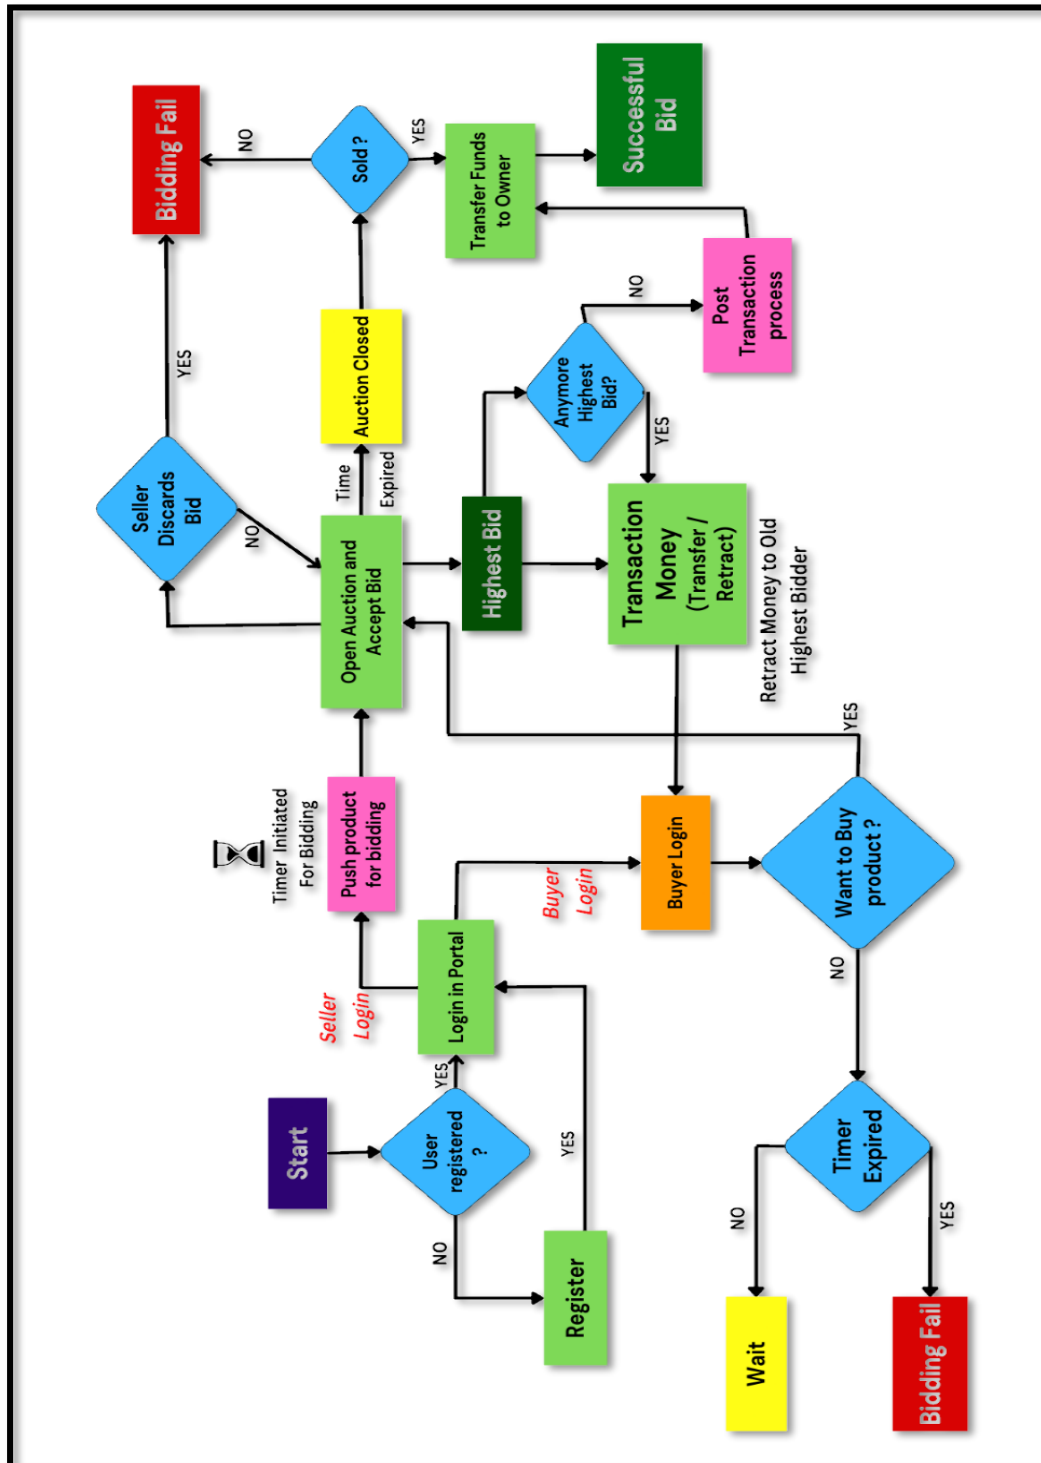 Start
User
registered
?
YES
NO
Register
YES
Login in Portal
Seller
Login
Buyer
Login
Timer Initiated
For Bidding
Push product
for bidding
Open Auction and
Accept Bid
Seller
Discards
Bid
NO
YES
Bidding Fail
Time
Expired
Auction Closed
Sold ?
NO
YES
Transfer Funds
to Owner
Successful
Bid
Highest Bid
Anymore
Highest
Bid?
NO
YES
Post
Transaction
process
Transaction
Money
(Transfer /
Retract)
Retract Money to Old
Highest Bidder
Buyer Login
Want to Buy
product ?
YES
NO
Timer
Expired
NO
YES
Wait
Bidding Fail